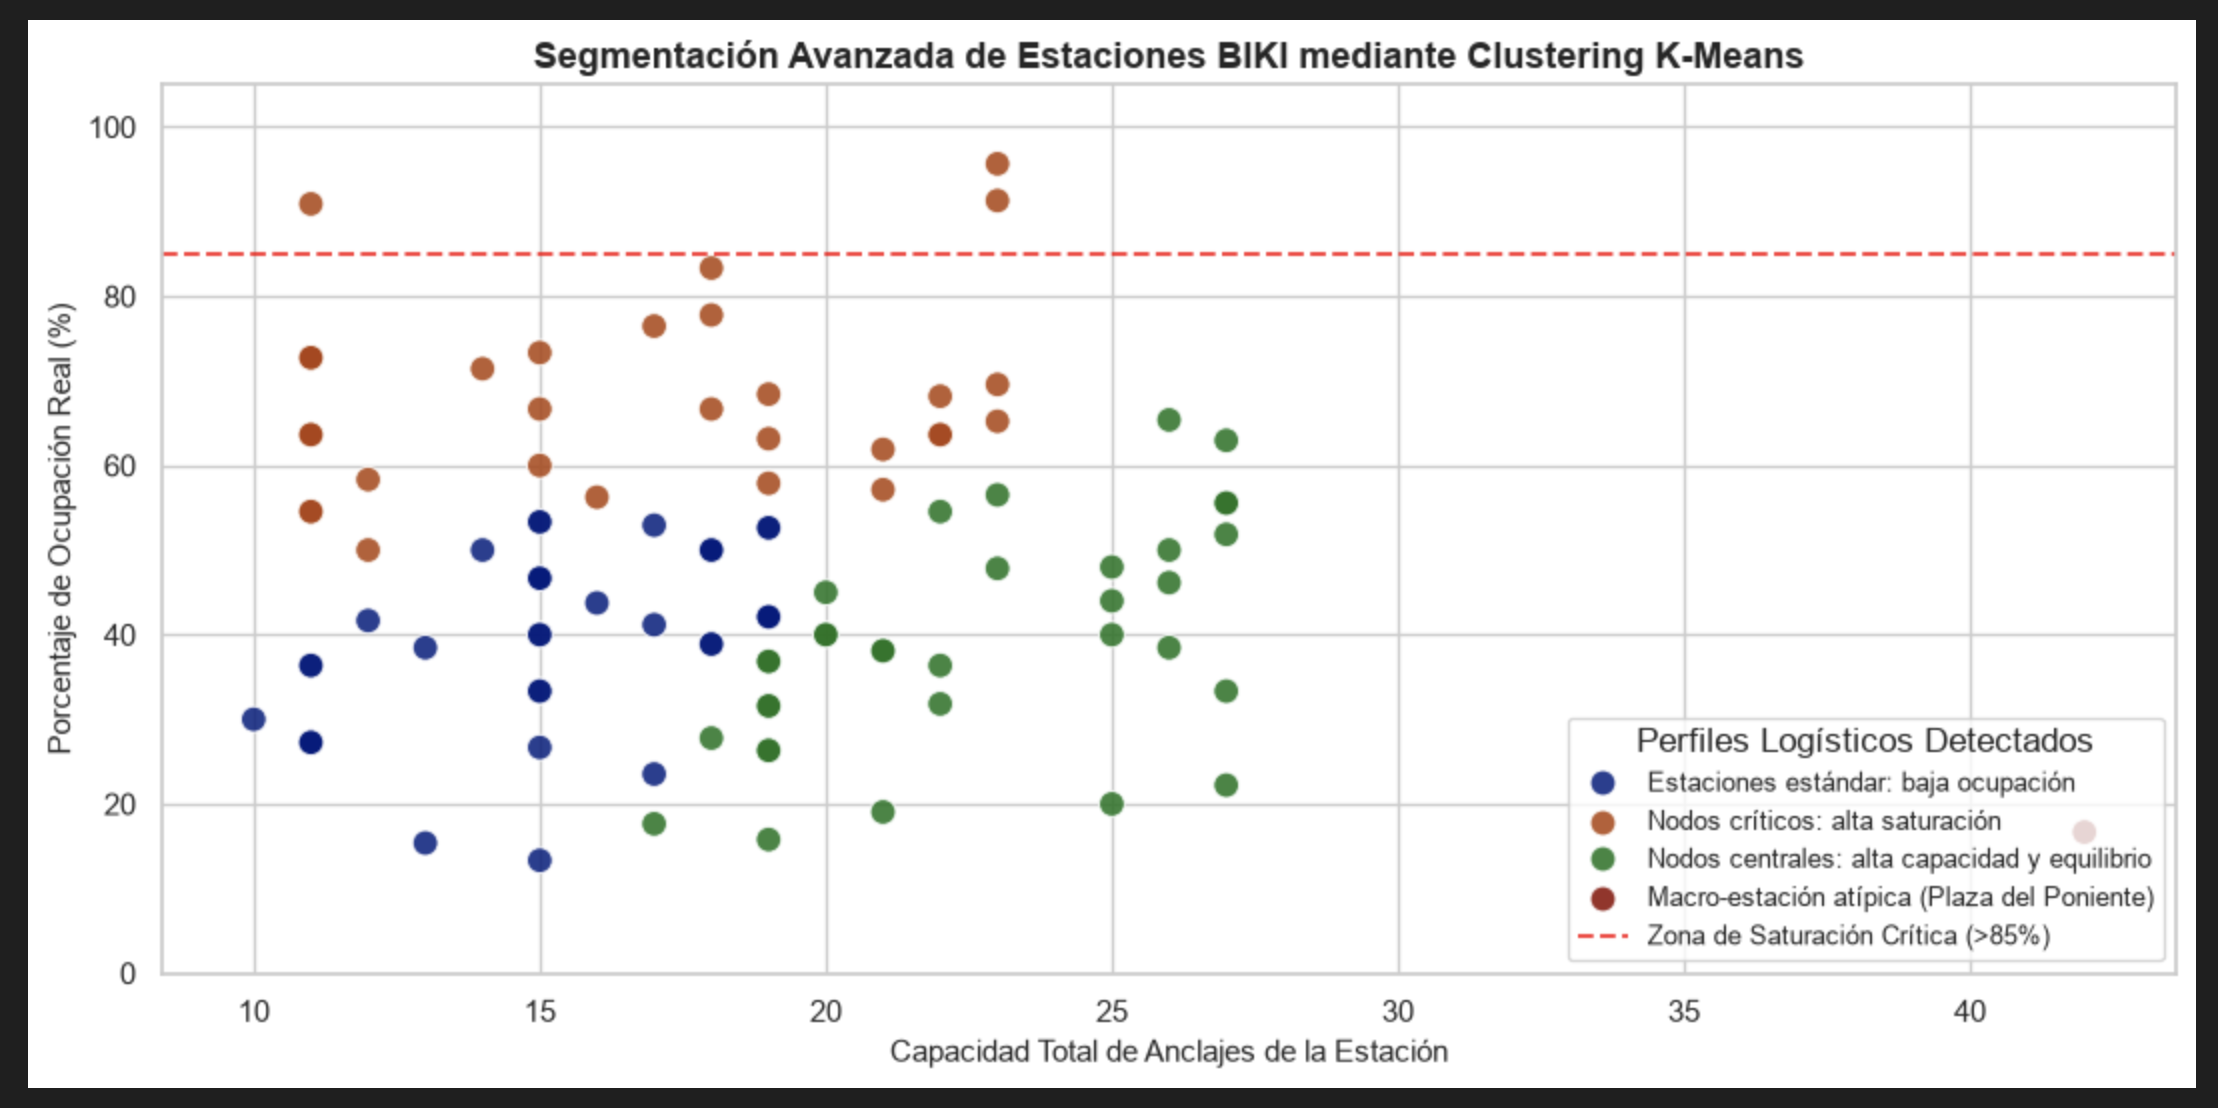 Segmentación Avanzada de Estaciones BIKI mediante Clustering K-Means
Porcentaje de Ocupación Real (%)
100
80
60
40
20
0
10 15 20 25 30 35 40
Capacidad Total de Anclajes de la Estación
Perfiles Logísticos Detectados
Estaciones estándar: baja ocupación
Nodos críticos: alta saturación
Nodos centrales: alta capacidad y equilibrio
Macro-estación atípica (Plaza del Poniente)
Zona de Saturación Crítica (>85%)